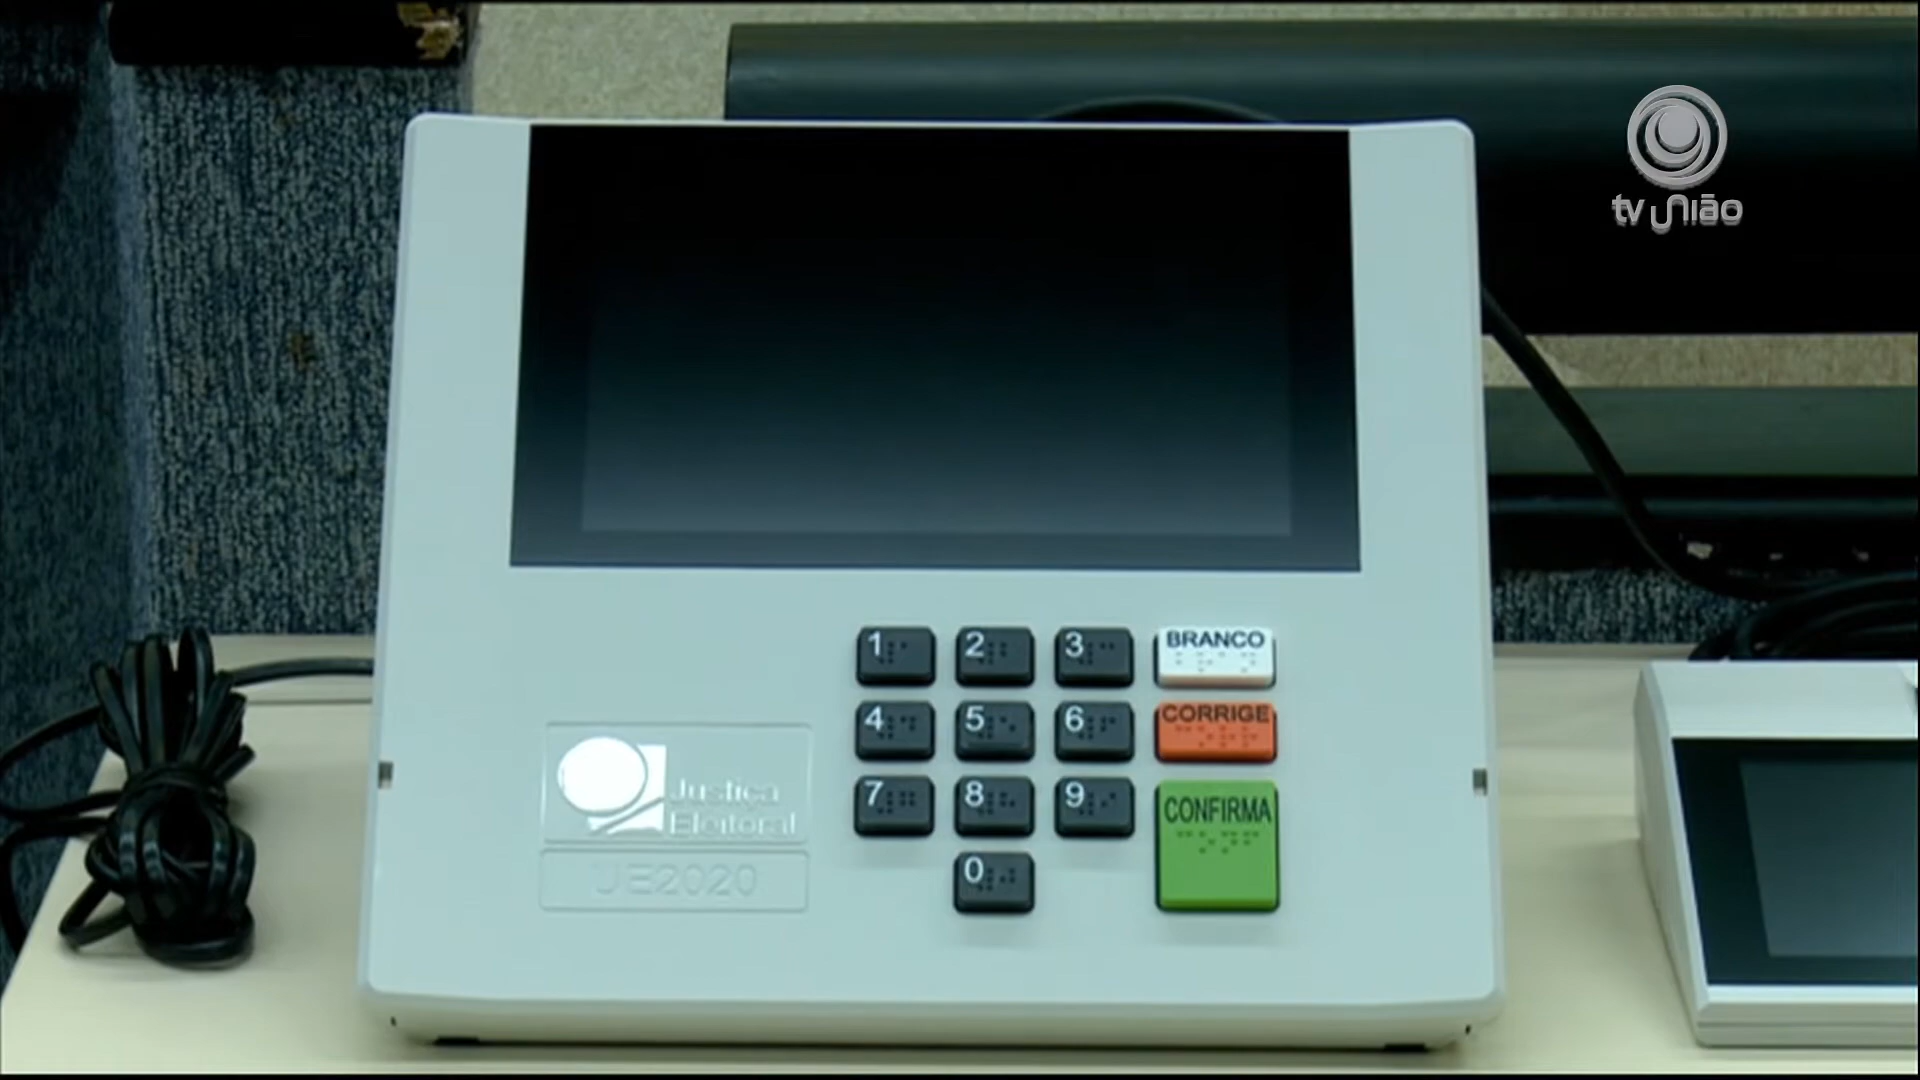 tv união
1 2 3 BRANCO
4 5 6 CORRIGE
7 8 9 CONFIRMA
0
Justiça
Eleitoral
UE2020